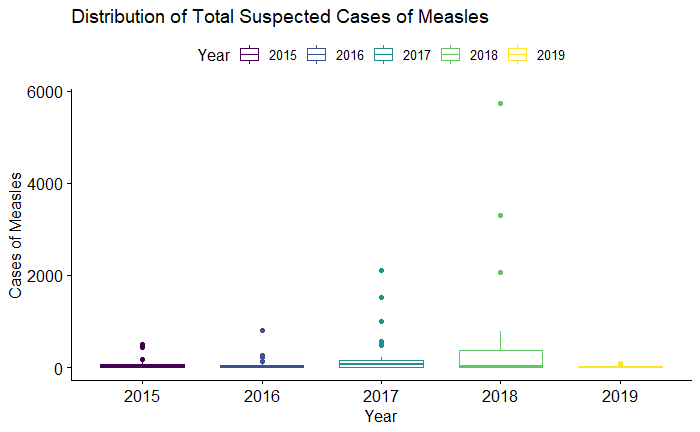 Distribution of Total Suspected Cases of Measles
Year 2015 2016 2017 2018 2019
6000
4000
2000
0
Cases of Measles
2015 2016 2017 2018 2019
Year